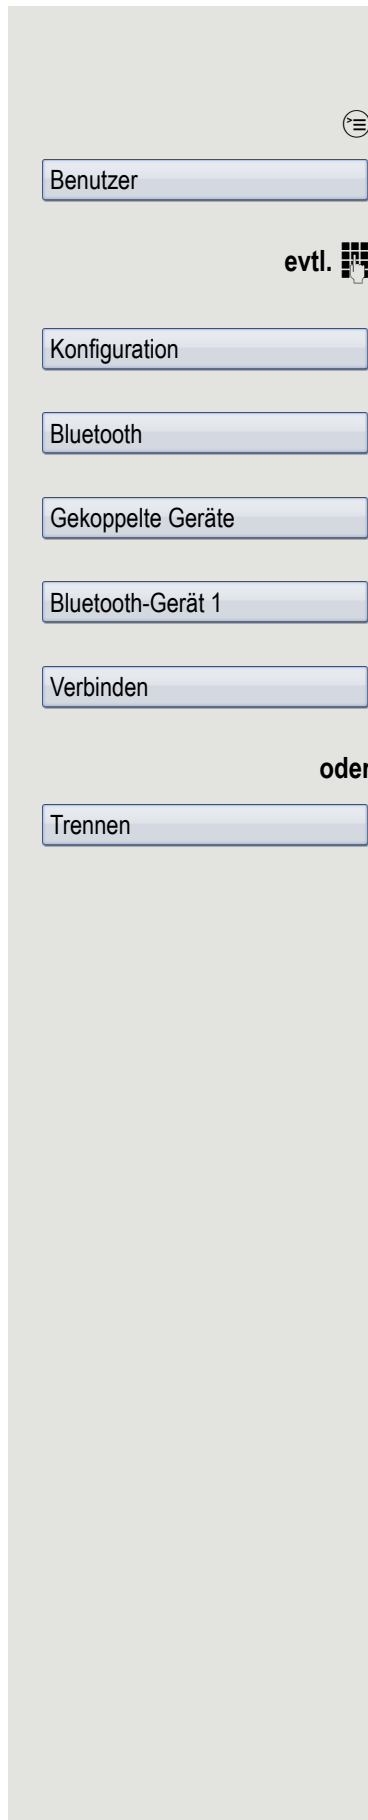 Benutzer
evtl.
Konfiguration
Bluetooth
Gekoppelte Geräte
Bluetooth-Gerät 1
Verbinden
oder
Trennen